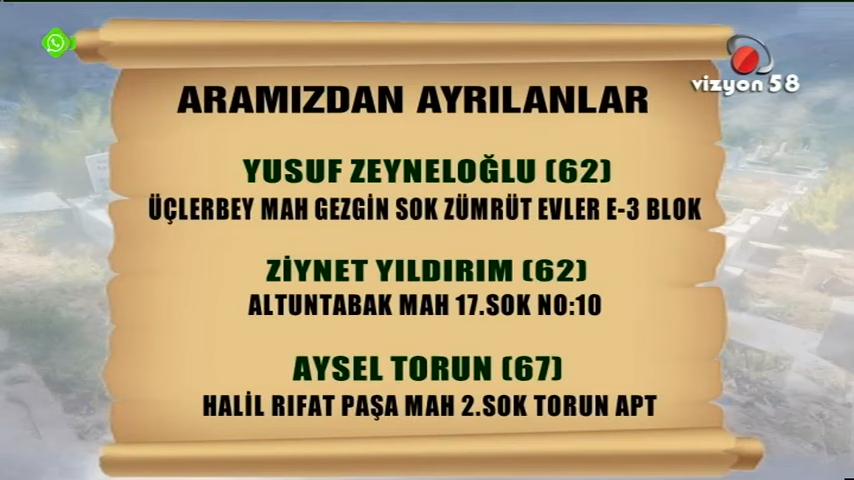 vizyon 58
ARAMIZDAN AYRILANLAR
YUSUF ZEYNELOĞLU (62)
ÜÇLERBEY MAH GEZGİN SOK ZÜMRÜT EVLER E-3 BLOK
ZİYNET YILDIRIM (62)
ALTUNTABAK MAH 17.SOK NO:10
AYSEL TORUN (67)
HALİL RIFAT PAŞA MAH 2.SOK TORUN APT